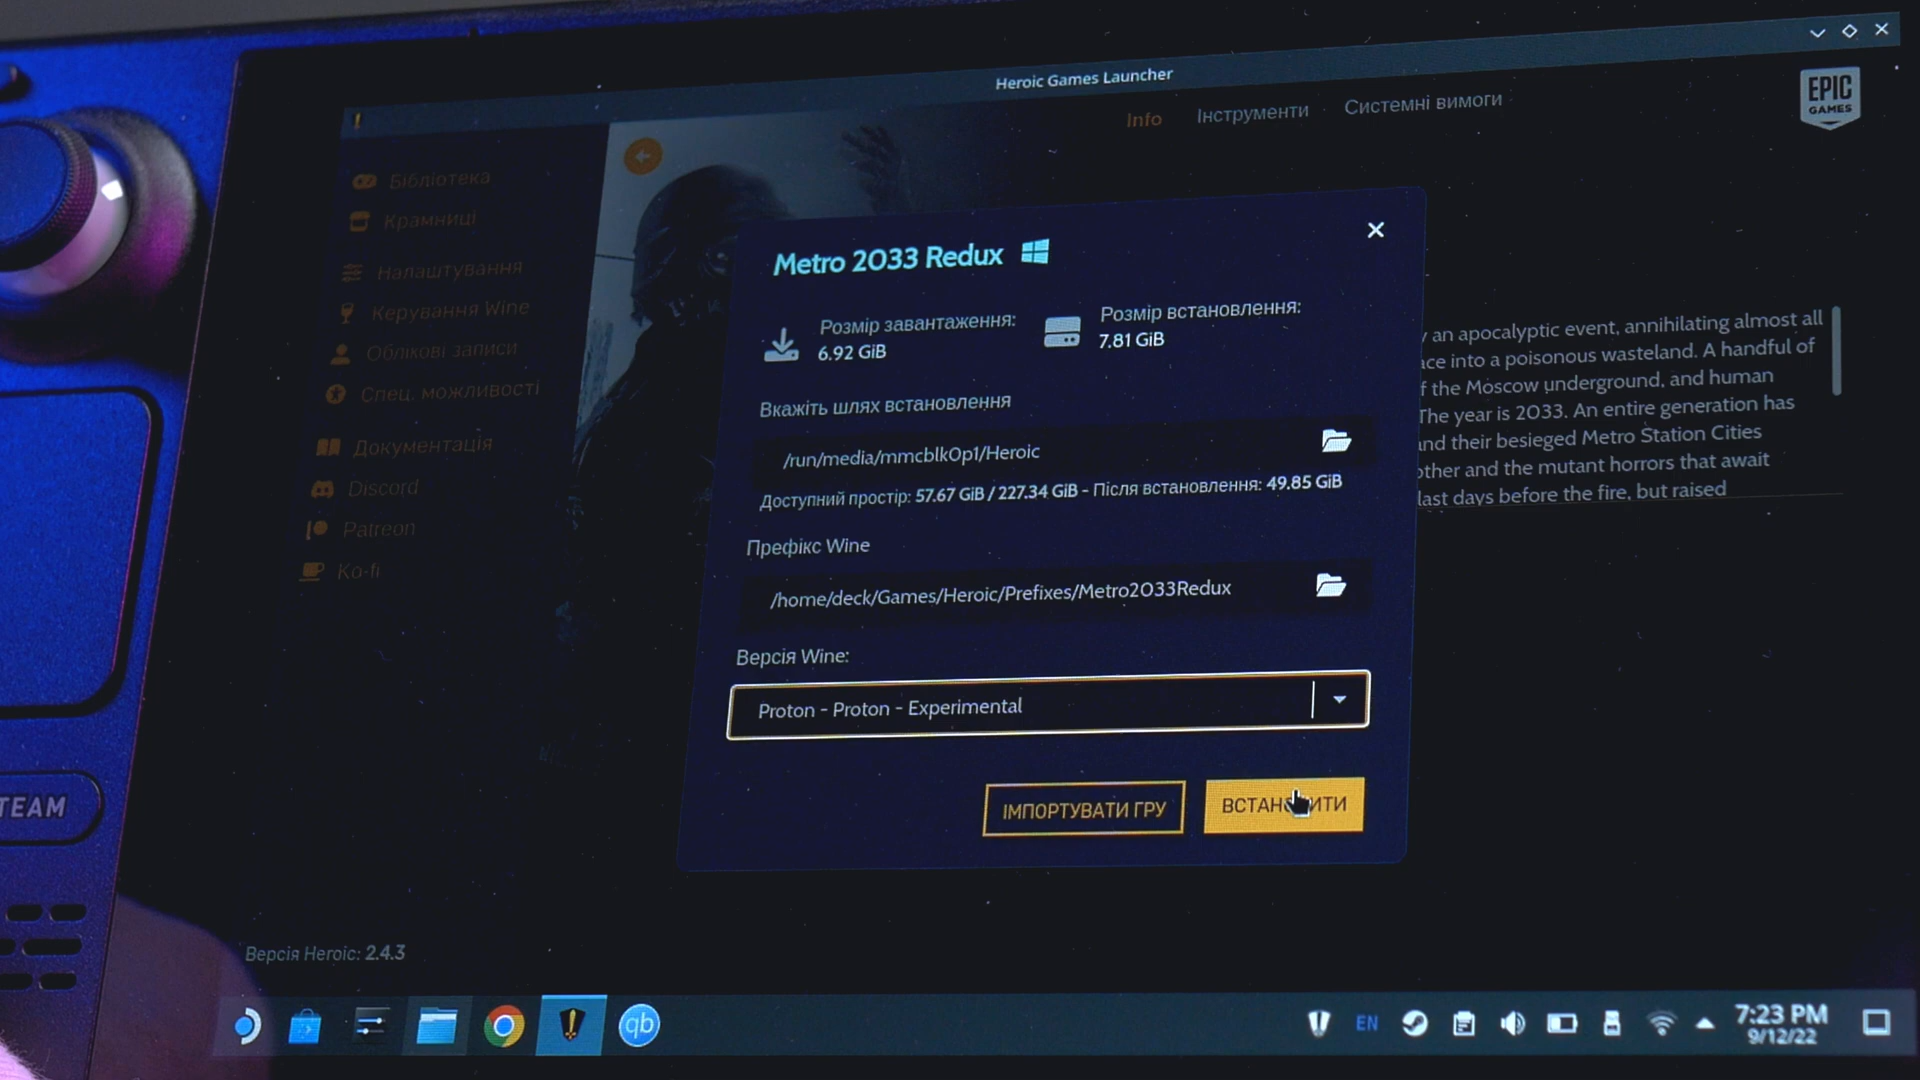 Heroic Games Launcher
Info
Інструменти
Системні вимоги
EPIC
GAMES
Бібліотека
Крамниці
Налаштування
Керування Wine
Облікові записи
Спец. можливості
Документація
Discord
Patreon
Ko-fi
Metro 2033 Redux
Розмір завантаження:
6.92 GiB
Розмір встановлення:
7.81 GiB
Вкажіть шлях встановлення
/run/media/mmcblk0p1/Heroic
Доступний простір: 57.67 GiB / 227.34 GiB - Після встановлення: 49.85 GiB
Префікс Wine
/home/deck/Games/Heroic/Prefixes/Metro2033Redux
Версія Wine:
Proton - Proton - Experimental
ІМПОРТУВАТИ ГРУ
an apocalyptic event, annihilating almost all
into a poisonous wasteland. A handful of
the Moscow underground, and human
The year is 2033. An entire generation has
and their besieged Metro Station Cities
and the mutant horrors that await
last days before the fire, but raised
TEAM
Версія Heroic: 2.4.3
qb
EN
7:23 PM
9/12/22